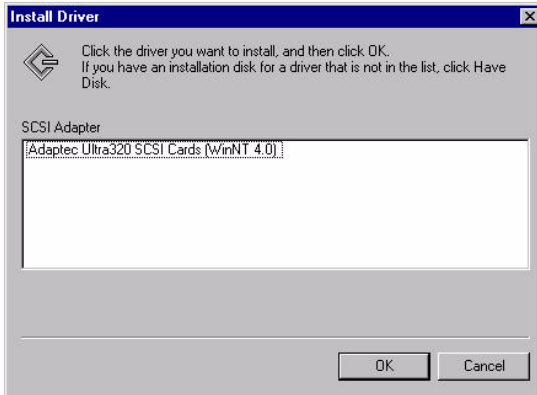 Install Driver
Click the driver you want to install, and then click OK.
If you have an installation disk for a driver that is not in the list, click Have
Disk.
SCSI Adapter
Adaptec Ultra320 SCSI Cards (WinNT 4.0)
OK
Cancel